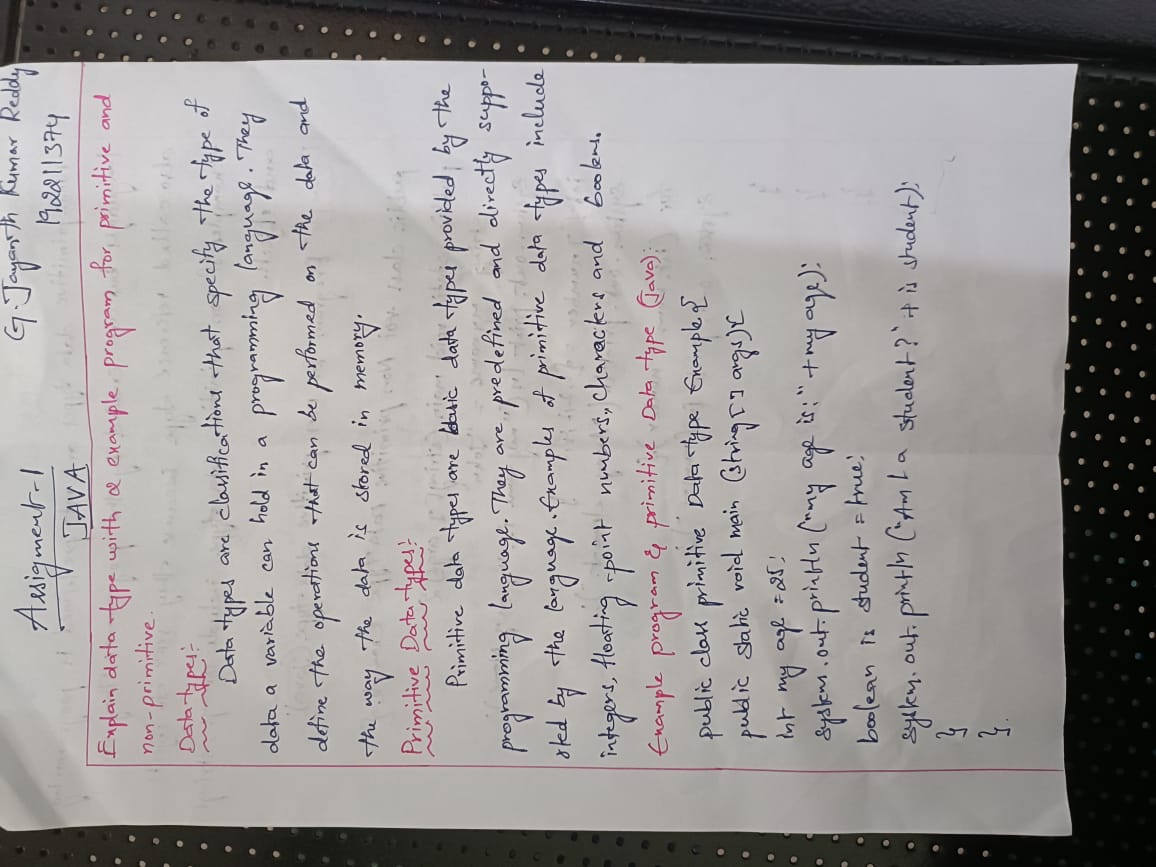 G. Jayanth Kumar Reddy
192211374
Assigment-1
JAVA
Explain data type with 2 example program for primitive and
non-primitive.
Data types:-
Data types are classifications that specify the type of
data a variable can hold in a programming language. They
define the operations that can be performed on the data and
the way the data is stored in memory.
Primitive Data types:-
Primitive data types are basic data types provided by the
programming language. They are predefined and directly suppo-
rted by the language. Examples of primitive data types include
integers, floating-point numbers, characters and boolens.
Example program of primitive Data type (Java):
public class primitive Data type Example {
public static void main (string [ ] args) {
int my age = 25;
system.out.println ("my age is:" + my age);
boolean is student = true;
system.out.println ("Am I a student?" + is student);
}
}